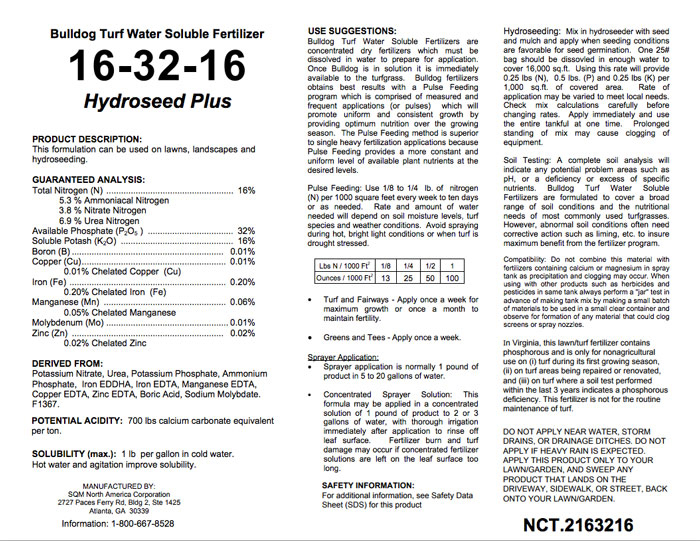 Bulldog Turf Water Soluble Fertilizer
16-32-16
Hydroseed Plus
PRODUCT DESCRIPTION:
This formulation can be used on lawns, landscapes and
hydroseeding.
GUARANTEED ANALYSIS:
Total Nitrogen (N) ................................................ 16%
5.3 % Ammoniacal Nitrogen
3.8 % Nitrate Nitrogen
6.9 % Urea Nitrogen
Available Phosphate (P₂O₅ ) ................................ 32%
Soluble Potash (K₂O) .......................................... 16%
Boron (B) ............................................................. 0.01%
Copper (Cu)......................................................... 0.01%
0.01% Chelated Copper (Cu)
Iron (Fe) .............................................................. 0.20%
0.20% Chelated Iron (Fe)
Manganese (Mn) ................................................ 0.06%
0.05% Chelated Manganese
Molybdenum (Mo) ............................................... 0.01%
Zinc (Zn) ............................................................. 0.02%
0.02% Chelated Zinc
DERIVED FROM:
Potassium Nitrate, Urea, Potassium Phosphate, Ammonium
Phosphate, Iron EDDHA, Iron EDTA, Manganese EDTA,
Copper EDTA, Zinc EDTA, Boric Acid, Sodium Molybdate.
F1367.
POTENTIAL ACIDITY: 700 lbs calcium carbonate equivalent
per ton.
SOLUBILITY (max.): 1 lb per gallon in cold water.
Hot water and agitation improve solubility.
MANUFACTURED BY:
SQM North America Corporation
2727 Paces Ferry Rd, Bldg 2, Ste 1425
Atlanta, GA 30339
Information: 1-800-667-8528
USE SUGGESTIONS:
Bulldog Turf Water Soluble Fertilizers are
concentrated dry fertilizers which must be
dissolved in water to prepare for application.
Once Bulldog is in solution it is immediately
available to the turfgrass. Bulldog fertilizers
obtain best results with a Pulse Feeding
program which is comprised of measured and
frequent applications (or pulses) which will
promote uniform and consistent growth by
providing optimum nutrition over the growing
season. The Pulse Feeding method is superior
to single heavy fertilization applications because
Pulse Feeding provides a more constant and
uniform level of available plant nutrients at the
desired levels.
Pulse Feeding: Use 1/8 to 1/4 lb. of nitrogen
(N) per 1000 square feet every week to ten days
or as needed. Rate and amount of water
needed will depend on soil moisture levels, turf
species and weather conditions. Avoid spraying
during hot, bright light conditions or when turf is
drought stressed.
Lbs N / 1000 Ft² 1/8 1/4 1/2 1
Ounces / 1000 Ft² 13 25 50 100
• Turf and Fairways - Apply once a week for
maximum growth or once a month to
maintain fertility.
• Greens and Tees - Apply once a week.
Sprayer Application:
• Sprayer application is normally 1 pound of
product in 5 to 20 gallons of water.
• Concentrated Sprayer Solution: This
formula may be applied in a concentrated
solution of 1 pound of product to 2 or 3
gallons of water, with thorough irrigation
immediately after application to rinse off
leaf surface. Fertilizer burn and turf
damage may occur if concentrated fertilizer
solutions are left on the leaf surface too
long.
SAFETY INFORMATION:
For additional information, see Safety Data
Sheet (SDS) for this product
Hydroseeding: Mix in hydroseeder with seed
and mulch and apply when seeding conditions
are favorable for seed germination. One 25#
bag should be dissolved in enough water to
cover 16,000 sq.ft. Using this rate will provide
0.25 lbs (N), 0.5 lbs. (P) and 0.25 lbs (K) per
1,000 sq.ft. of covered area. Rate of
application may be varied to meet local needs.
Check mix calculations carefully before
changing rates. Apply immediately and use
the entire tankful at one time. Prolonged
standing of mix may cause clogging of
equipment.
Soil Testing: A complete soil analysis will
indicate any potential problem areas such as
pH, or a deficiency or excess of specific
nutrients. Bulldog Turf Water Soluble
Fertilizers are formulated to cover a broad
range of soil conditions and the nutritional
needs of most commonly used turfgrasses.
However, abnormal soil conditions often need
corrective action such as liming, etc. to insure
maximum benefit from the fertilizer program.
Compatibility: Do not combine this material with
fertilizers containing calcium or magnesium in spray
tank as precipitation and clogging may occur. When
using with other products such as herbicides and
pesticides in same tank always perform a "jar" test in
advance of making tank mix by making a small batch
of materials to be used in a small clear container and
observe for formation of any material that could clog
screens or spray nozzles.
In Virginia, this lawn/turf fertilizer contains
phosphorous and is only for nonagricultural
use on (i) turf during its first growing season,
(ii) on turf areas being repaired or renovated,
and (iii) on turf where a soil test performed
within the last 3 years indicates a phosphorous
deficiency. This fertilizer is not for the routine
maintenance of turf.
DO NOT APPLY NEAR WATER, STORM
DRAINS, OR DRAINAGE DITCHES. DO NOT
APPLY IF HEAVY RAIN IS EXPECTED.
APPLY THIS PRODUCT ONLY TO YOUR
LAWN/GARDEN, AND SWEEP ANY
PRODUCT THAT LANDS ON THE
DRIVEWAY, SIDEWALK, OR STREET, BACK
ONTO YOUR LAWN/GARDEN.
NCT.2163216